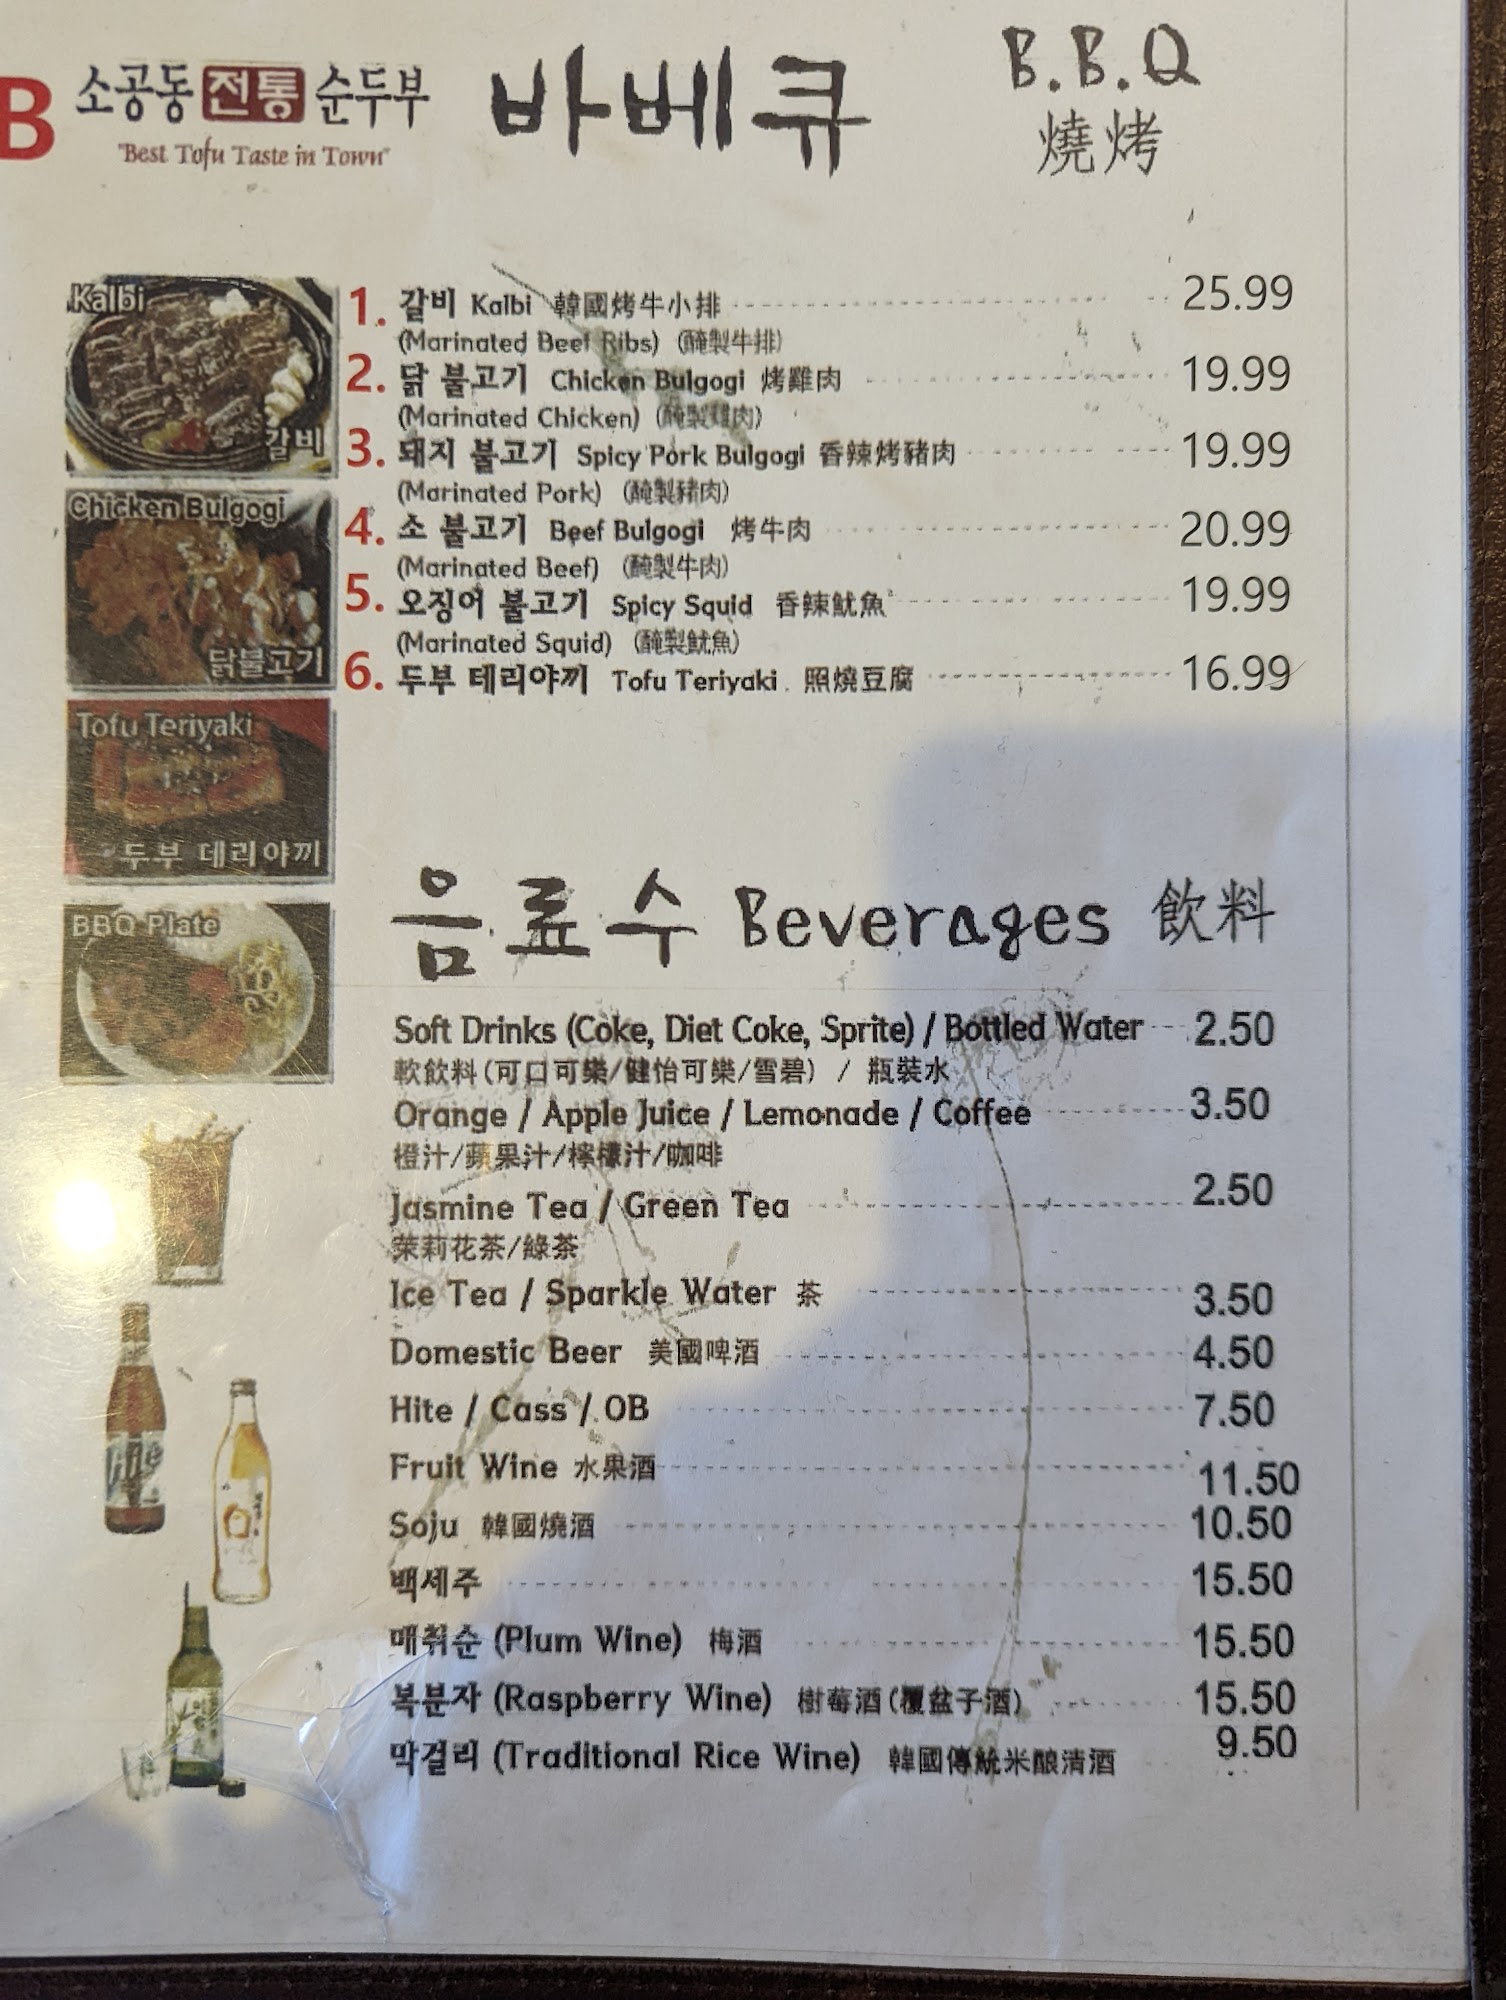 B 소공동 전통 순두부 바베큐 B.B.Q
"Best Tofu Taste in Town" 燒烤
Kalbi
갈비
1. 갈비 Kalbi 韓國烤牛小排 25.99
(Marinated Beef Ribs) (醃製牛排)
2. 닭 불고기 Chicken Bulgogi 烤雞肉 19.99
(Marinated Chicken) (醃製雞肉)
3. 돼지 불고기 Spicy Pork Bulgogi 香辣烤豬肉 19.99
(Marinated Pork) (醃製豬肉)
Chicken Bulgogi
닭불고기
4. 소 불고기 Beef Bulgogi 烤牛肉 20.99
(Marinated Beef) (醃製牛肉)
5. 오징어 불고기 Spicy Squid 香辣魷魚 19.99
(Marinated Squid) (醃製魷魚)
6. 두부 테리야끼 Tofu Teriyaki 照燒豆腐 16.99
Tofu Teriyaki
두부 데리야끼
BBQ Plate
음료수 Beverages 飲料
Soft Drinks (Coke, Diet Coke, Sprite) / Bottled Water 2.50
軟飲料(可口可樂/健怡可樂/雪碧) / 瓶裝水
Orange / Apple Juice / Lemonade / Coffee 3.50
橙汁/蘋果汁/檸檬汁/咖啡
Jasmine Tea / Green Tea 2.50
茉莉花茶/綠茶
Ice Tea / Sparkle Water 茶 3.50
Domestic Beer 美國啤酒 4.50
Hite / Cass / OB 7.50
Fruit Wine 水果酒 11.50
Soju 韓國燒酒 10.50
백세주 15.50
매취순 (Plum Wine) 梅酒 15.50
복분자 (Raspberry Wine) 樹莓酒(覆盆子酒) 15.50
막걸리 (Traditional Rice Wine) 韓國傳統米酿清酒 9.50